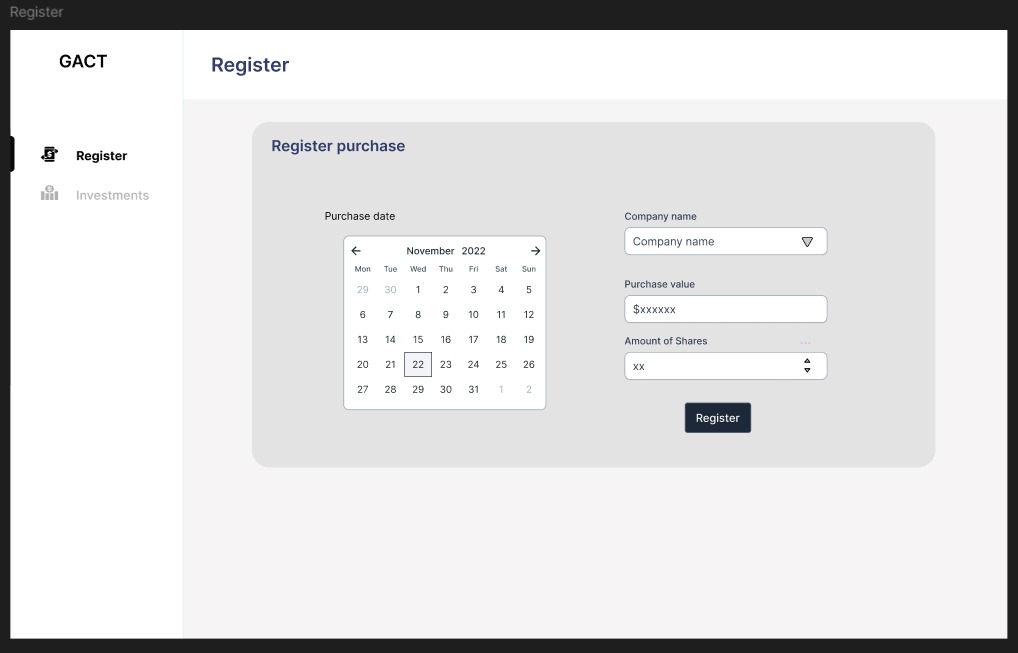 Register
GACT
Register
Register
Investments
Register purchase
Purchase date
November 2022
Mon Tue Wed Thu Fri Sat Sun
29 30 1 2 3 4 5
6 7 8 9 10 11 12
13 14 15 16 17 18 19
20 21 22 23 24 25 26
27 28 29 30 31 1 2
Company name
Company name
Purchase value
$xxxxxx
Amount of Shares
...
xx
Register